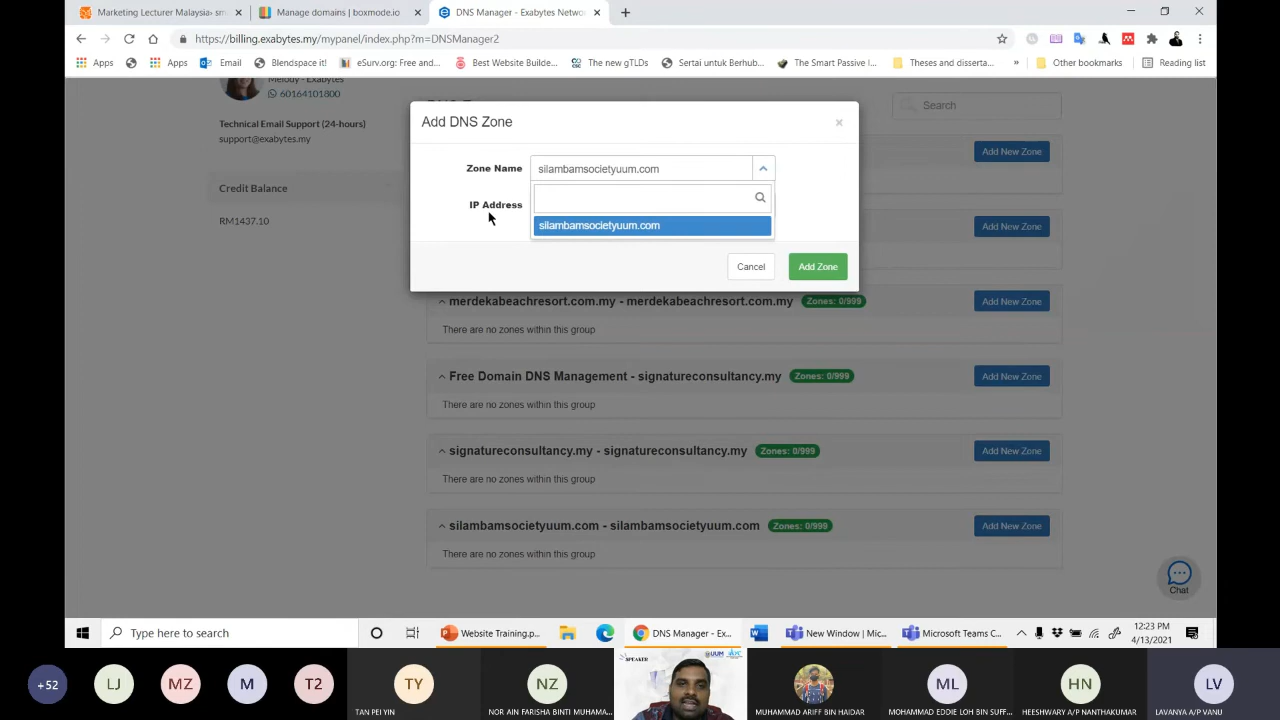 Marketing Lecturer Malaysia- sm
Manage domains | boxmode.io
DNS Manager - Exabytes Netwo
https://billing.exabytes.my/mypanel/index.php?m=DNSManager2
Apps
Apps
Email
Blendspace it!
eSurv.org: Free and...
Best Website Builde...
The new gTLDs
Sertai untuk Berhub...
The Smart Passive I...
Theses and disserta...
»
Other bookmarks
Reading list
Melody - Exabytes
60164101800
Technical Email Support (24-hours)
support@exabytes.my
Credit Balance
RM1437.10
Search
Add DNS Zone
×
Zone Name
silambamsocietyuum.com
IP Address
silambamsocietyuum.com
Cancel
Add Zone
Add New Zone
Add New Zone
merdekabeachresort.com.my - merdekabeachresort.com.my
Zones: 0/999
Add New Zone
There are no zones within this group
Free Domain DNS Management - signatureconsultancy.my
Zones: 0/999
Add New Zone
There are no zones within this group
signatureconsultancy.my - signatureconsultancy.my
Zones: 0/999
Add New Zone
There are no zones within this group
silambamsocietyuum.com - silambamsocietyuum.com
Zones: 0/999
Add New Zone
There are no zones within this group
Chat
Type here to search
Website Training.p...
DNS Manager - Ex...
New Window | Mic...
Microsoft Teams C...
12:23 PM
4/13/2021
+52
LJ
MZ
M
T2
TY
TAN PEI YIN
NZ
NOR AIN FARISHA BINTI MUHAMA...
SPEAKER
UUM
MUHAMMAD ARIFF BIN HAIDAR
ML
MOHAMMAD EDDIE LOH BIN SUFF...
HN
HEESHWARY A/P NANTHAKUMAR
LV
LAVANYA A/P VANU